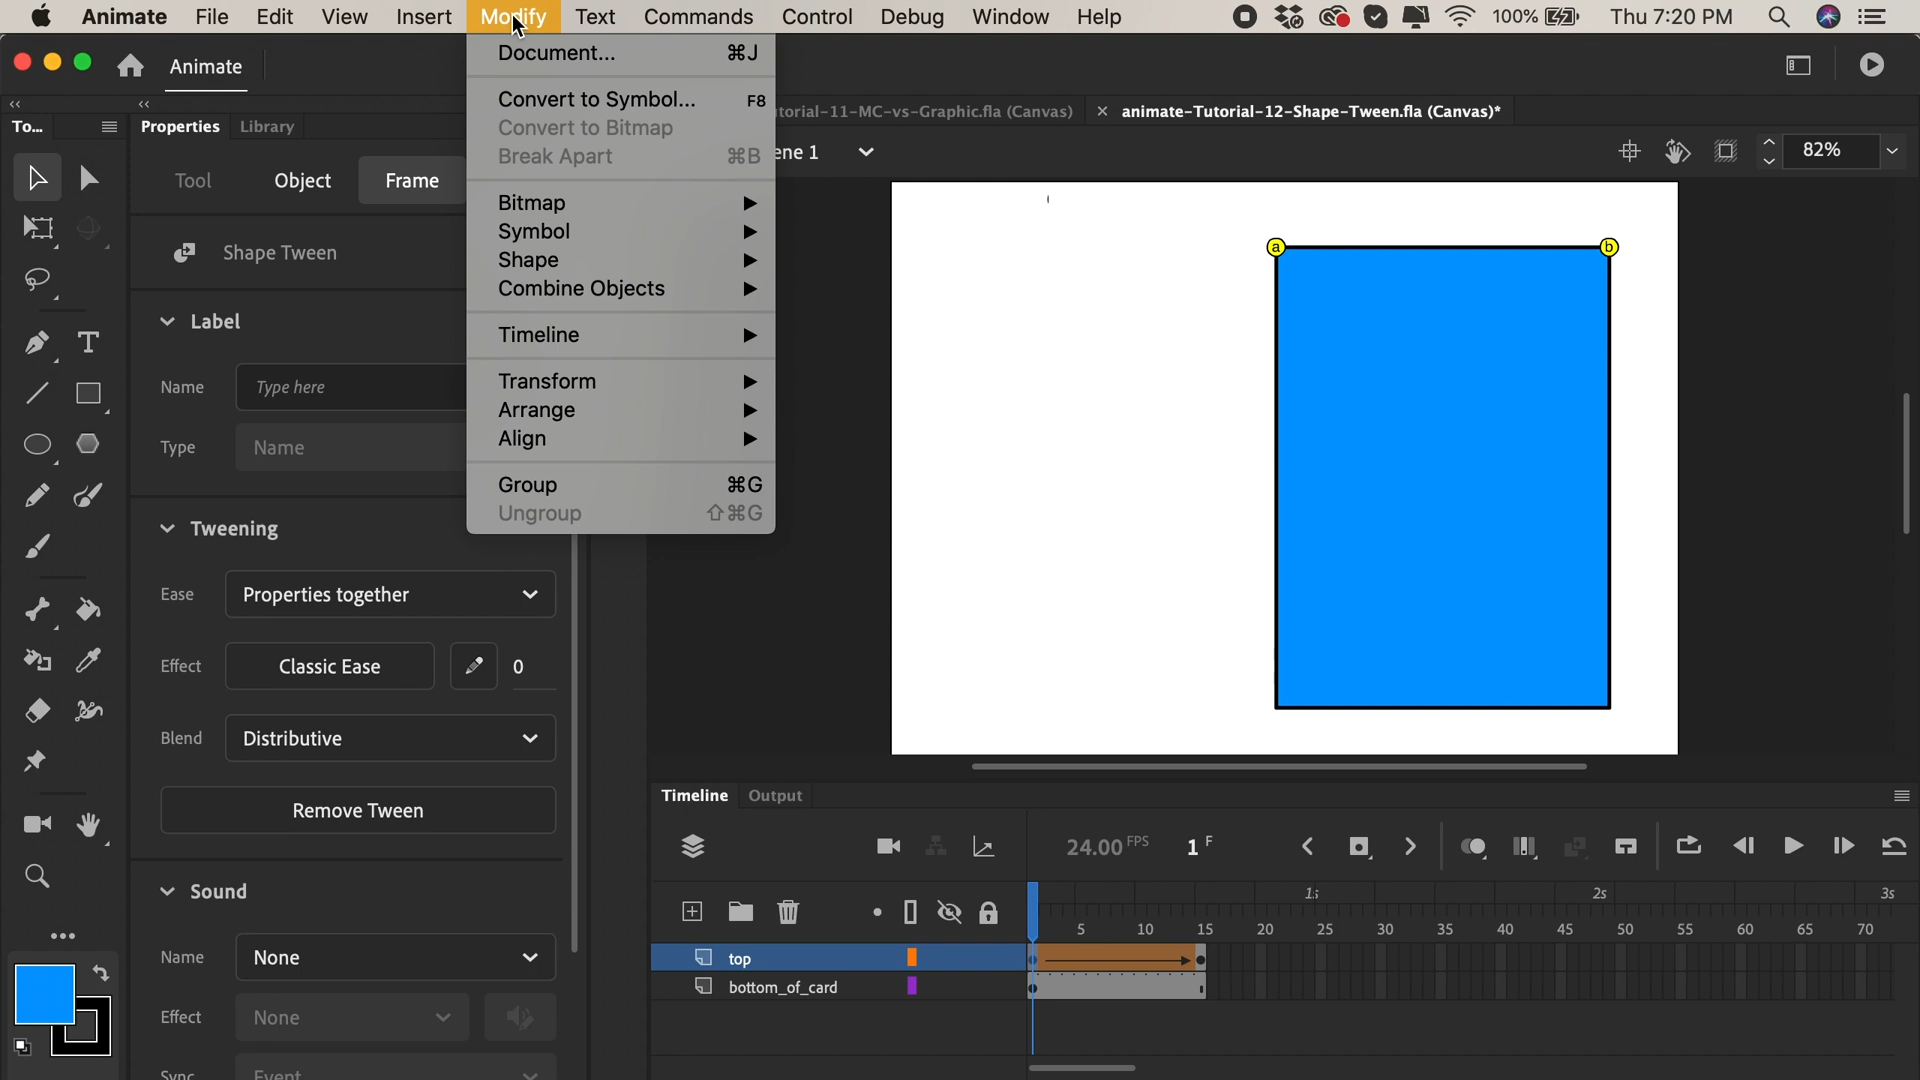 Animate File Edit View Insert Modify Text Commands Control Debug Window Help 100% Thu 7:20 PM
Animate
To... Properties Library
utorial-11-MC-vs-Graphic.fla (Canvas) × animate-Tutorial-12-Shape-Tween.fla (Canvas)*
ene 1 82%
Tool Object Frame
Shape Tween
Label
Name Type here
Type Name
Tweening
Ease Properties together
Effect Classic Ease 0
Blend Distributive
Remove Tween
Sound
Name None
Effect None
Sync Event
Document... ⌘J
Convert to Symbol... F8
Convert to Bitmap
Break Apart ⌘B
Bitmap
Symbol
Shape
Combine Objects
Timeline
Transform
Arrange
Align
Group ⌘G
Ungroup ⇧⌘G
a b
Timeline Output
24.00 FPS 1 F
1s 2s 3s
5 10 15 20 25 30 35 40 45 50 55 60 65 70
top
bottom_of_card